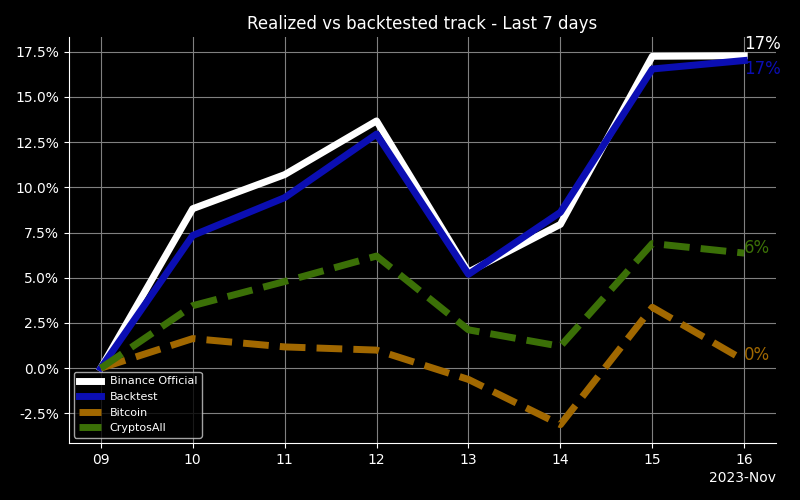 Realized vs backtested track - Last 7 days
17.5%
15.0%
12.5%
10.0%
7.5%
5.0%
2.5%
0.0%
-2.5%
17%
17%
6%
0%
Binance Official
Backtest
Bitcoin
CryptosAll
09 10 11 12 13 14 15 16
2023-Nov